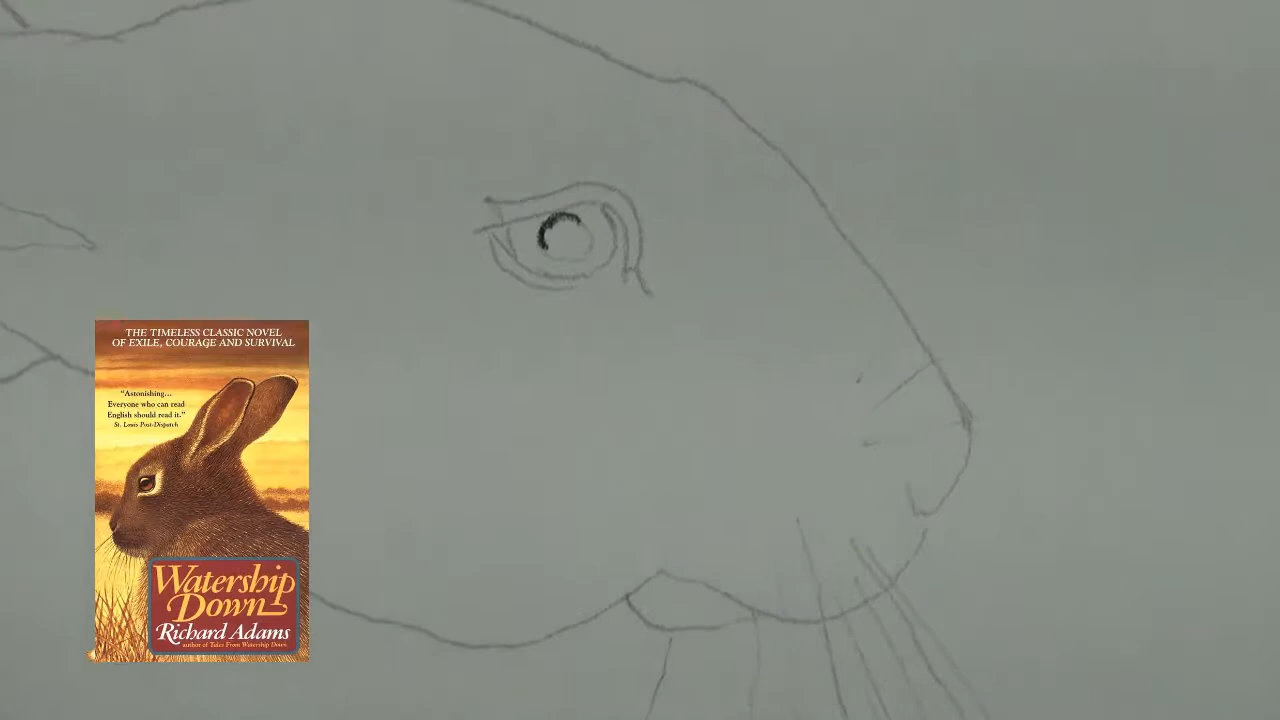 THE TIMELESS CLASSIC NOVEL
OF EXILE, COURAGE AND SURVIVAL
“Astonishing...
Everyone who can read
English should read it.”
St. Louis Post-Dispatch
Watership
Down
Richard Adams
author of Tales From Watership Down